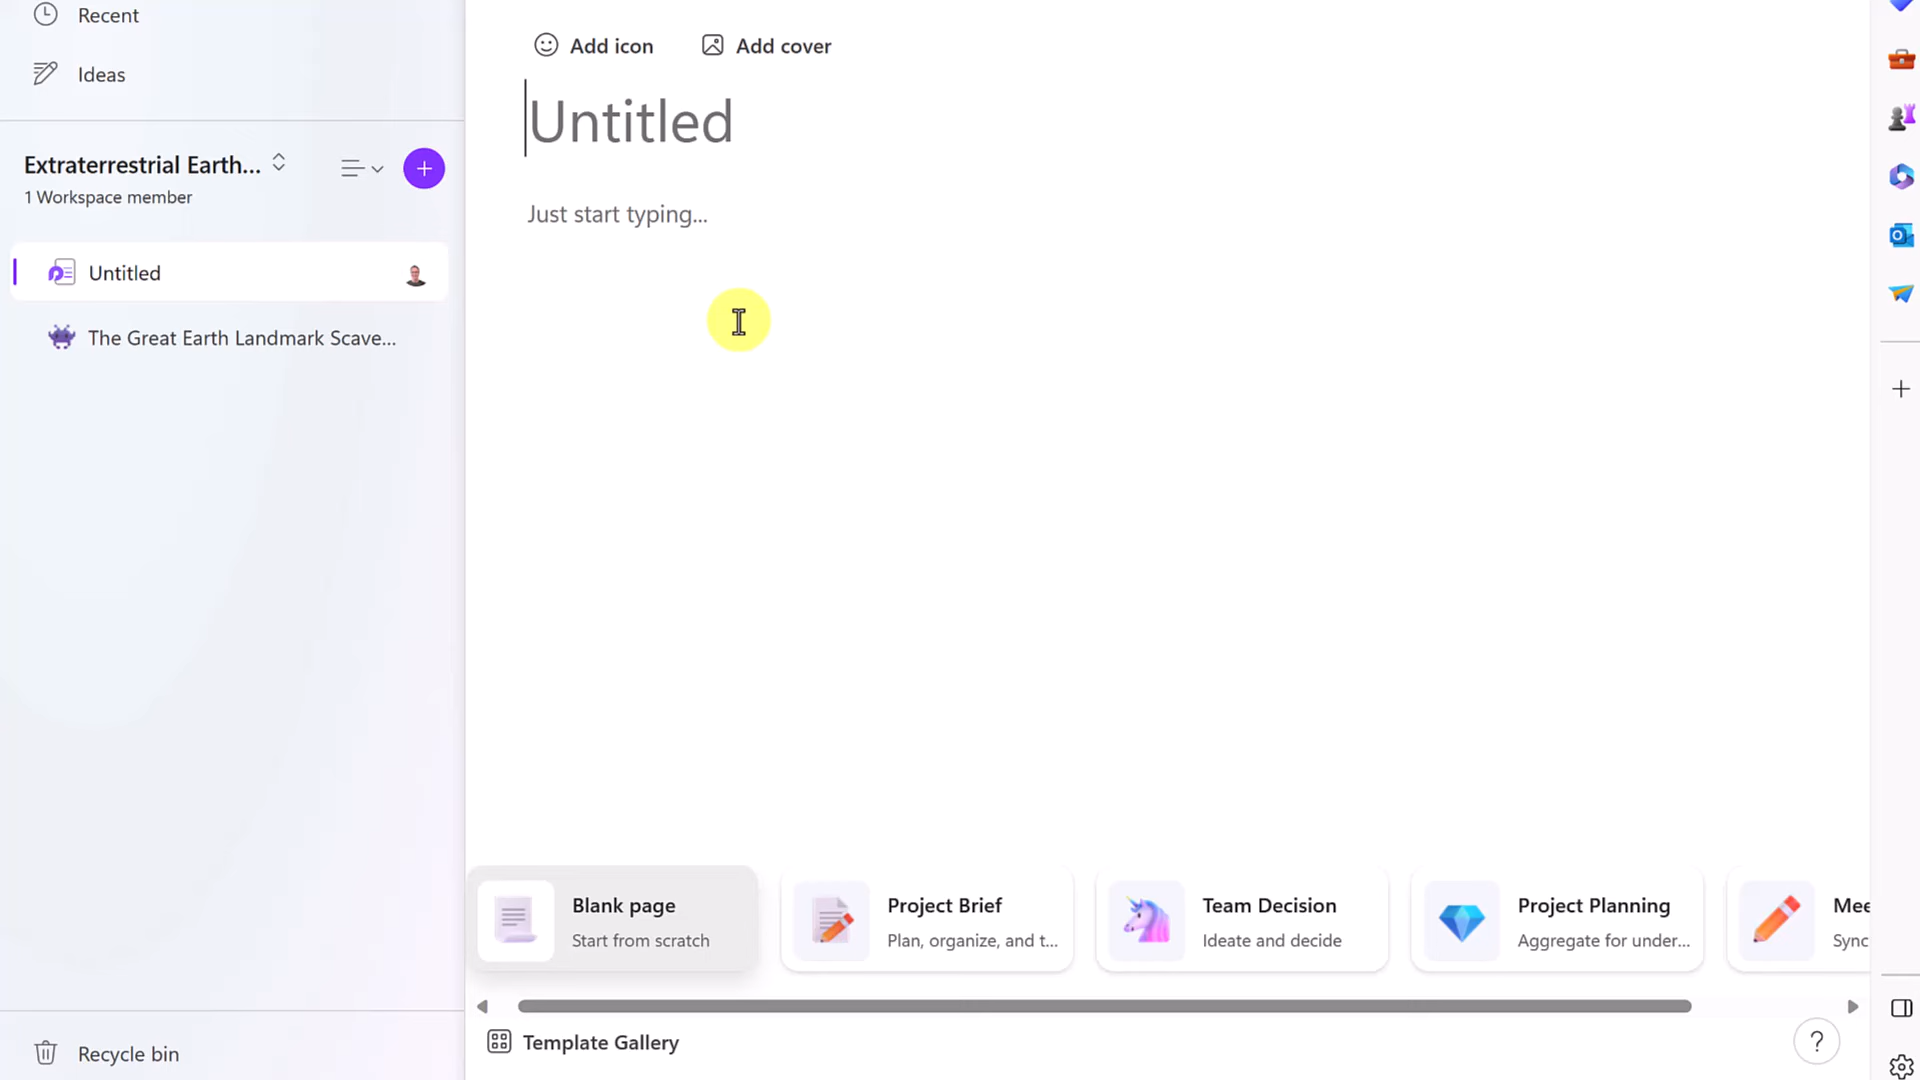 Recent
Ideas
Extraterrestrial Earth...
1 Workspace member
Untitled
The Great Earth Landmark Scave...
Recycle bin
Add icon
Add cover
Untitled
Just start typing...
Blank page
Start from scratch
Project Brief
Plan, organize, and t...
Team Decision
Ideate and decide
Project Planning
Aggregate for under...
Mee
Sync
Template Gallery
?